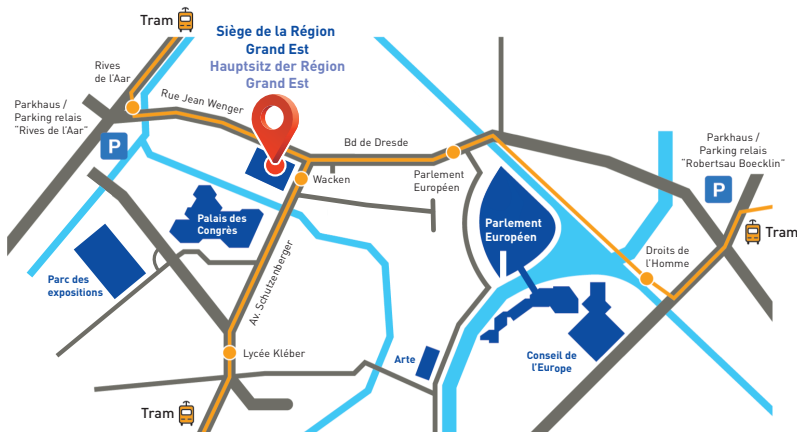 Tram
Siège de la Région
Grand Est
Hauptsitz der Région
Grand Est
Rives
de l'Aar
Rue Jean Wenger
Parkhaus /
Parking relais
"Rives de l'Aar"
P
Bd de Dresde
Parkhaus /
Parking relais
"Robertsau Boecklin"
P
Wacken
Parlement
Européen
Palais des
Congrès
Parlement
Européen
Tram
Droits de
l'Homme
Parc des
expositions
Av. Schutzenberger
Lycée Kléber
Arte
Conseil de
l'Europe
Tram